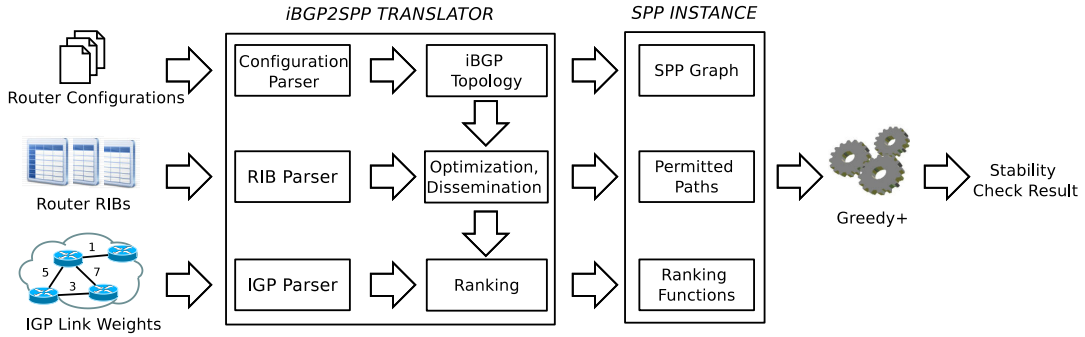 iBGP2SPP TRANSLATOR
SPP INSTANCE
Router Configurations
Configuration
Parser
iBGP
Topology
SPP Graph
Router RIBs
RIB Parser
Optimization,
Dissemination
Permitted
Paths
Greedy+
Stability
Check Result
1
5
7
3
IGP Link Weights
IGP Parser
Ranking
Ranking
Functions